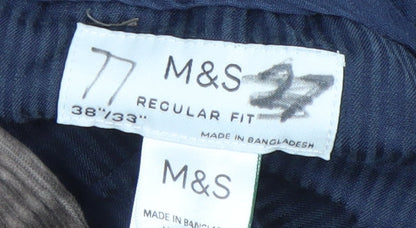 77 M&S
REGULAR FIT
38"/33"
MADE IN BANGLADESH
M&S
MADE IN